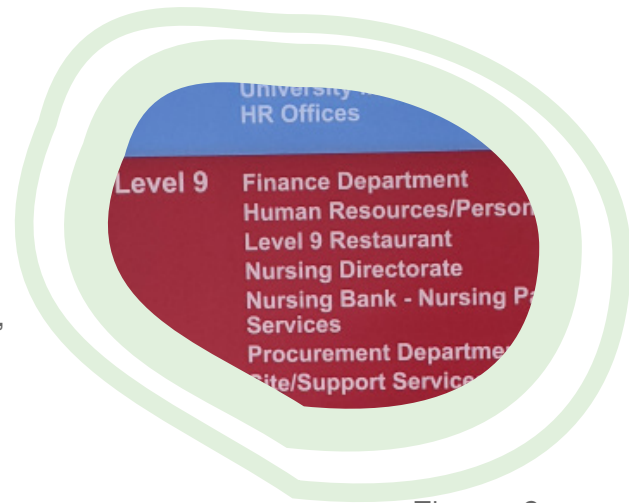 University
HR Offices
Level 9 Finance Department
Human Resources/Person
Level 9 Restaurant
Nursing Directorate
Nursing Bank - Nursing
Services
Procurement Departme
Site/Support Service